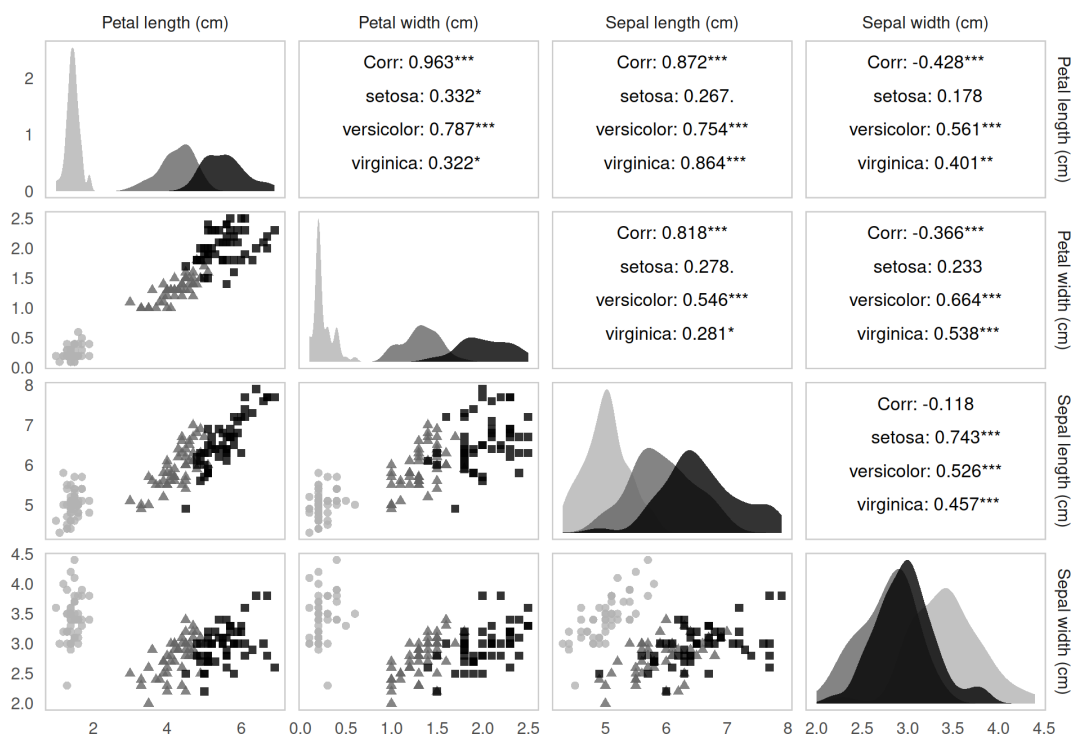 Petal length (cm)
Petal width (cm)
Sepal length (cm)
Sepal width (cm)
2
1
0
Corr: 0.963***
setosa: 0.332*
versicolor: 0.787***
virginica: 0.322*
Corr: 0.872***
setosa: 0.267.
versicolor: 0.754***
virginica: 0.864***
Corr: -0.428***
setosa: 0.178
versicolor: 0.561***
virginica: 0.401**
Petal length (cm)
2.5
2.0
1.5
1.0
0.5
0.0
Corr: 0.818***
setosa: 0.278.
versicolor: 0.546***
virginica: 0.281*
Corr: -0.366***
setosa: 0.233
versicolor: 0.664***
virginica: 0.538***
Petal width (cm)
8
7
6
5
Corr: -0.118
setosa: 0.743***
versicolor: 0.526***
virginica: 0.457***
Sepal length (cm)
4.5
4.0
3.5
3.0
2.5
2.0
Sepal width (cm)
2 4 6
0.0 0.5 1.0 1.5 2.0 2.5
5 6 7 8
2.0 2.5 3.0 3.5 4.0 4.5